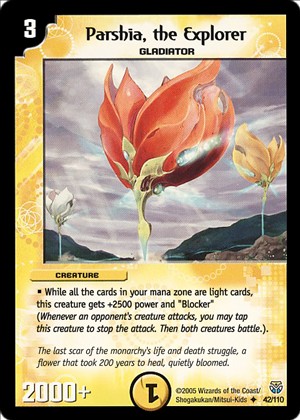 3
Parshia, the Explorer
GLADIATOR
CREATURE
▪ While all the cards in your mana zone are light cards,
this creature gets +2500 power and "Blocker"
(Whenever an opponent's creature attacks, you may tap
this creature to stop the attack. Then both creatures battle.).
The last scar of the monarchy's life and death struggle, a
flower that took 200 years to heal, quietly bloomed.
2000+
1
©2005 Wizards of the Coast/
Shogakukan/Mitsui-Kids ♦ 42/110